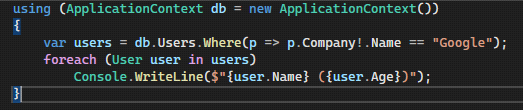 using (ApplicationContext db = new ApplicationContext())
{
    var users = db.Users.Where(p => p.Company!.Name == "Google");
    foreach (User user in users)
        Console.WriteLine($"{user.Name} ({user.Age})");
}